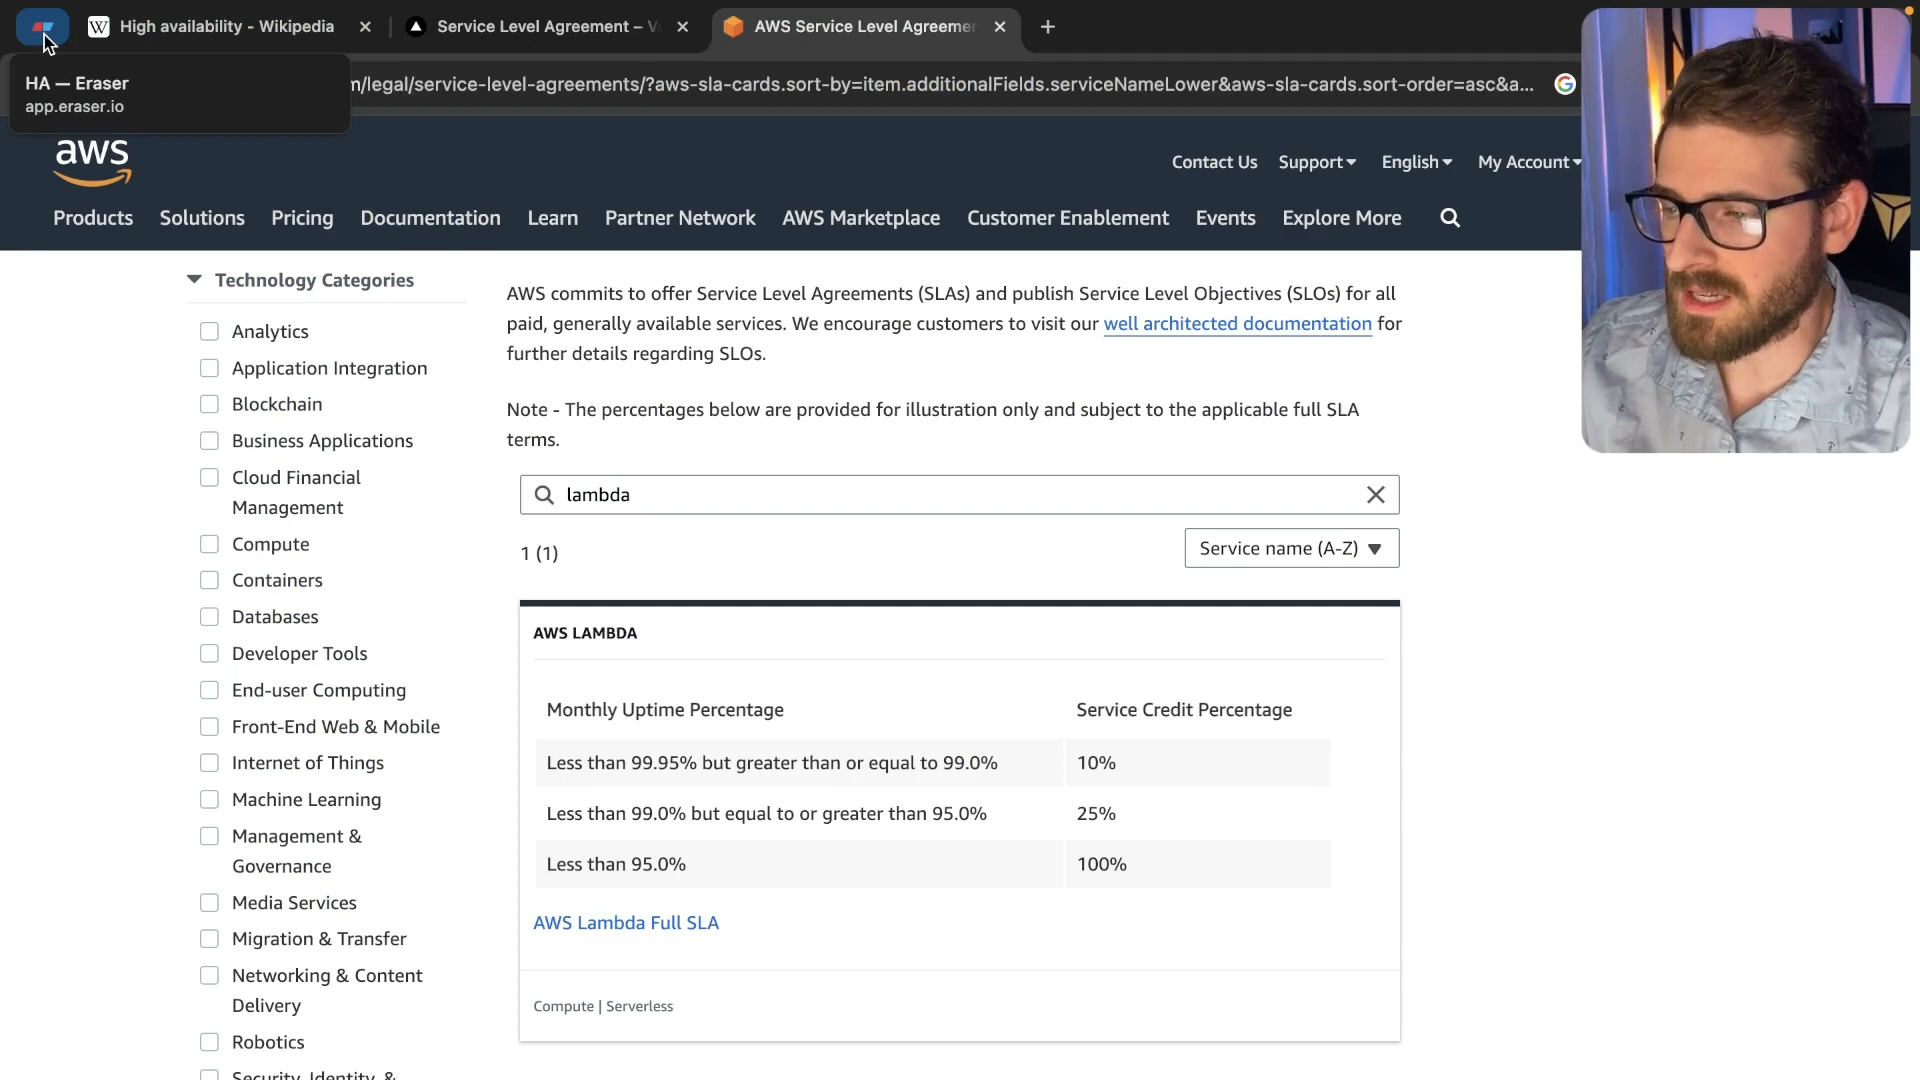 High availability - Wikipedia
Service Level Agreement – V
AWS Service Level Agreeme
HA — Eraser
app.eraser.io
m/legal/service-level-agreements/?aws-sla-cards.sort-by=item.additionalFields.serviceNameLower&aws-sla-cards.sort-order=asc&a...
aws
Contact Us
Support
English
My Account
Products
Solutions
Pricing
Documentation
Learn
Partner Network
AWS Marketplace
Customer Enablement
Events
Explore More
Technology Categories
Analytics
Application Integration
Blockchain
Business Applications
Cloud Financial
Management
Compute
Containers
Databases
Developer Tools
End-user Computing
Front-End Web & Mobile
Internet of Things
Machine Learning
Management &
Governance
Media Services
Migration & Transfer
Networking & Content
Delivery
Robotics
Security, Identity, &
AWS commits to offer Service Level Agreements (SLAs) and publish Service Level Objectives (SLOs) for all
paid, generally available services. We encourage customers to visit our well architected documentation for
further details regarding SLOs.
Note - The percentages below are provided for illustration only and subject to the applicable full SLA
terms.
lambda
1 (1)
Service name (A-Z)
AWS LAMBDA
Monthly Uptime Percentage
Service Credit Percentage
Less than 99.95% but greater than or equal to 99.0%
10%
Less than 99.0% but equal to or greater than 95.0%
25%
Less than 95.0%
100%
AWS Lambda Full SLA
Compute | Serverless